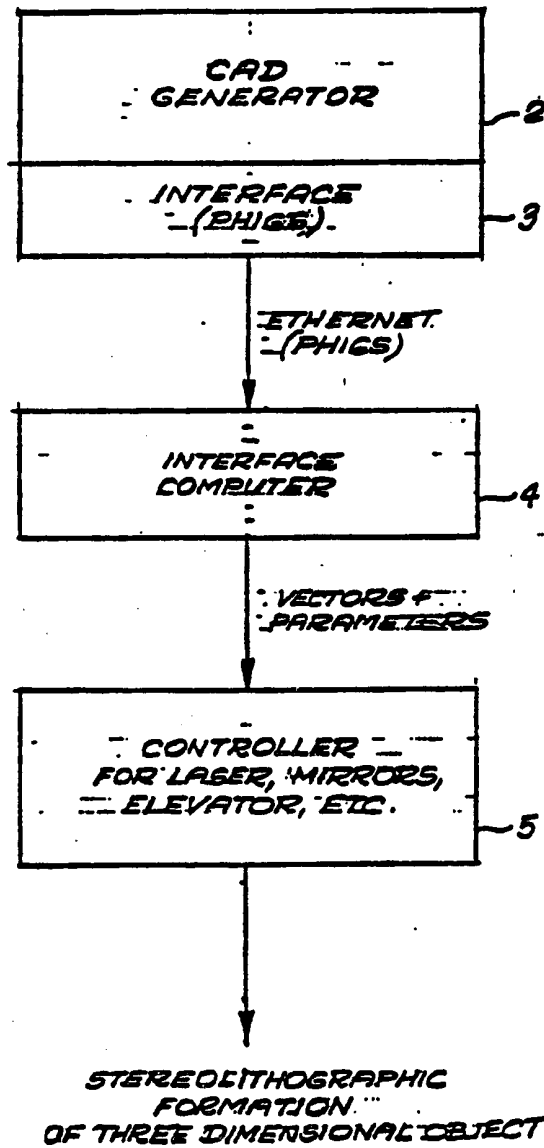 CAD
GENERATOR
2
INTERFACE
(PHIGS)
3
ETHERNET
(PHIGS)
INTERFACE
COMPUTER
4
VECTORS &
PARAMETERS
CONTROLLER
FOR LASER, MIRRORS,
ELEVATOR, ETC.
5
STEREOLITHOGRAPHIC
FORMATION
OF THREE DIMENSIONAL OBJECT